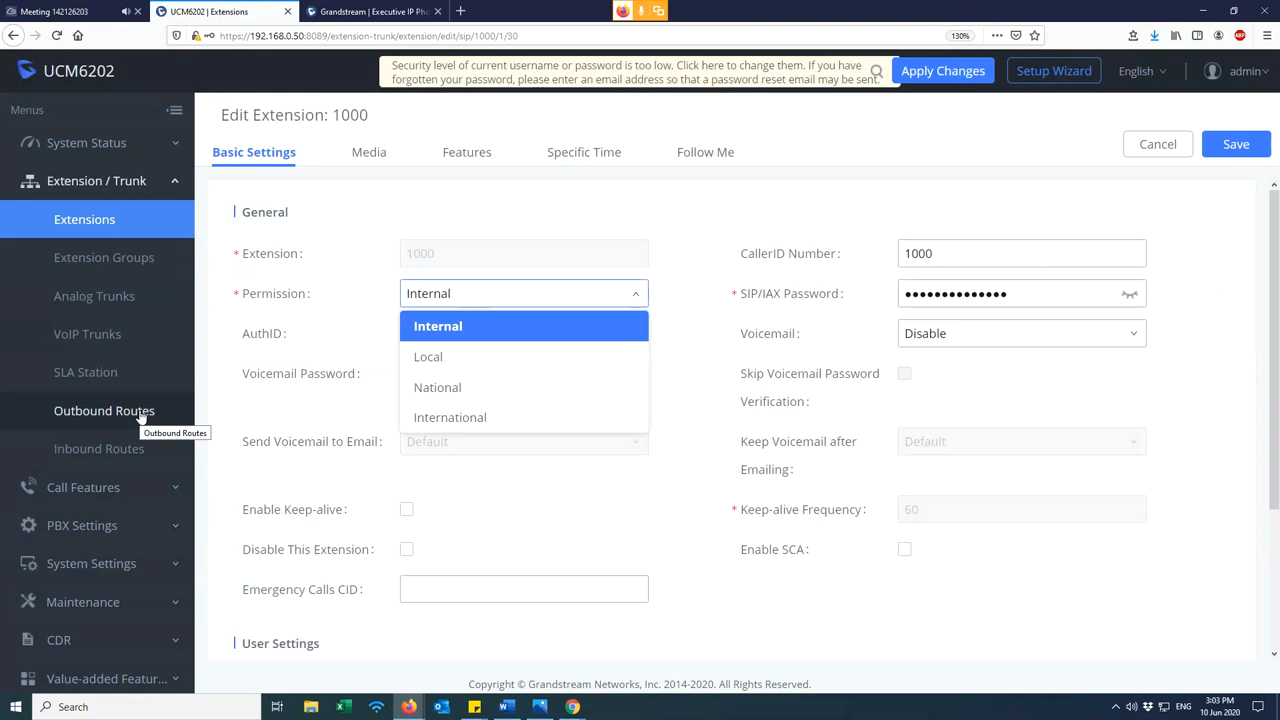 Meeting 142126203
UCM6202 | Extensions
Grandstream | Executive IP Pho
https://192.168.0.50:8089/extension-trunk/extension/edit/sip/1000/1/30
130%
UCM6202
Security level of current username or password is too low. Click here to change them. If you have
forgotten your password, please enter an email address so that a password reset email may be sent.
Apply Changes
Setup Wizard
English
admin
Menus
System Status
Extension / Trunk
Extensions
Extension Groups
Analog Trunks
VoIP Trunks
SLA Station
Outbound Routes
Outbound Routes
Inbound Routes
Call Features
PBX Settings
System Settings
Maintenance
CDR
Value-added Featur...
Edit Extension: 1000
Basic Settings
Media
Features
Specific Time
Follow Me
Cancel
Save
General
* Extension :
1000
CallerID Number :
1000
* Permission :
Internal
* SIP/IAX Password :
••••••••••••••
Internal
Local
National
International
AuthID :
Voicemail :
Disable
Voicemail Password :
Skip Voicemail Password
Verification :
Send Voicemail to Email :
Default
Keep Voicemail after
Emailing :
Default
Enable Keep-alive :
* Keep-alive Frequency :
60
Disable This Extension :
Enable SCA :
Emergency Calls CID :
User Settings
Copyright © Grandstream Networks, Inc. 2014-2020. All Rights Reserved.
Search
ENG
3:03 PM
10 Jun 2020